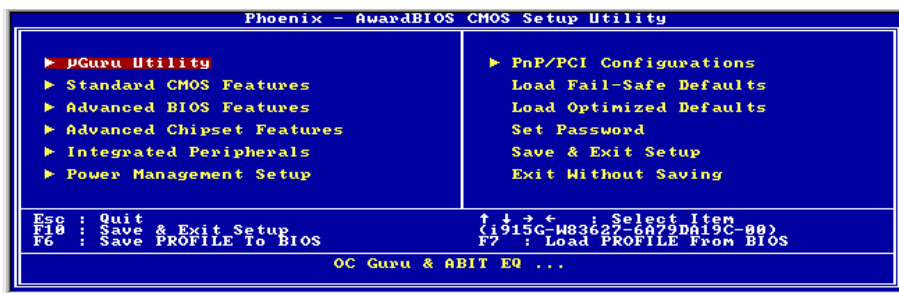 Phoenix - AwardBIOS CMOS Setup Utility
► µGuru Utility
► Standard CMOS Features
► Advanced BIOS Features
► Advanced Chipset Features
► Integrated Peripherals
► Power Management Setup
► PnP/PCI Configurations
Load Fail-Safe Defaults
Load Optimized Defaults
Set Password
Save & Exit Setup
Exit Without Saving
Esc : Quit
F10 : Save & Exit Setup
F6 : Save PROFILE To BIOS
↑ ↓ → ← : Select Item
(i915G-W83627-6A79DA19C-00)
F7 : Load PROFILE From BIOS
OC Guru & ABIT EQ ...